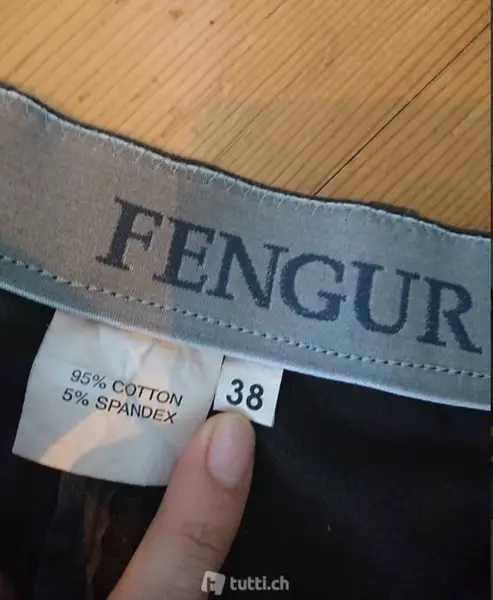 FENGUR
95% COTTON
5% SPANDEX
38
tutti.ch